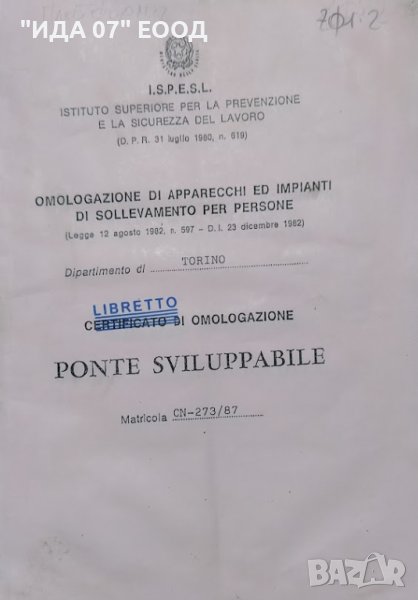 "ИДА 07" ЕООД
I.S.P.E.S.L.
ISTITUTO SUPERIORE PER LA PREVENZIONE
E LA SICUREZZA DEL LAVORO
(D. P. R. 31 luglio 1980, n. 619)
OMOLOGAZIONE DI APPARECCHI ED IMPIANTI
DI SOLLEVAMENTO PER PERSONE
(Legge 12 agosto 1982, n. 597 – D. I. 23 dicembre 1982)
Dipartimento di TORINO
LIBRETTO
CERTIFICATO DI OMOLOGAZIONE
PONTE SVILUPPABILE
Matricola CN-273/87
BAZAR